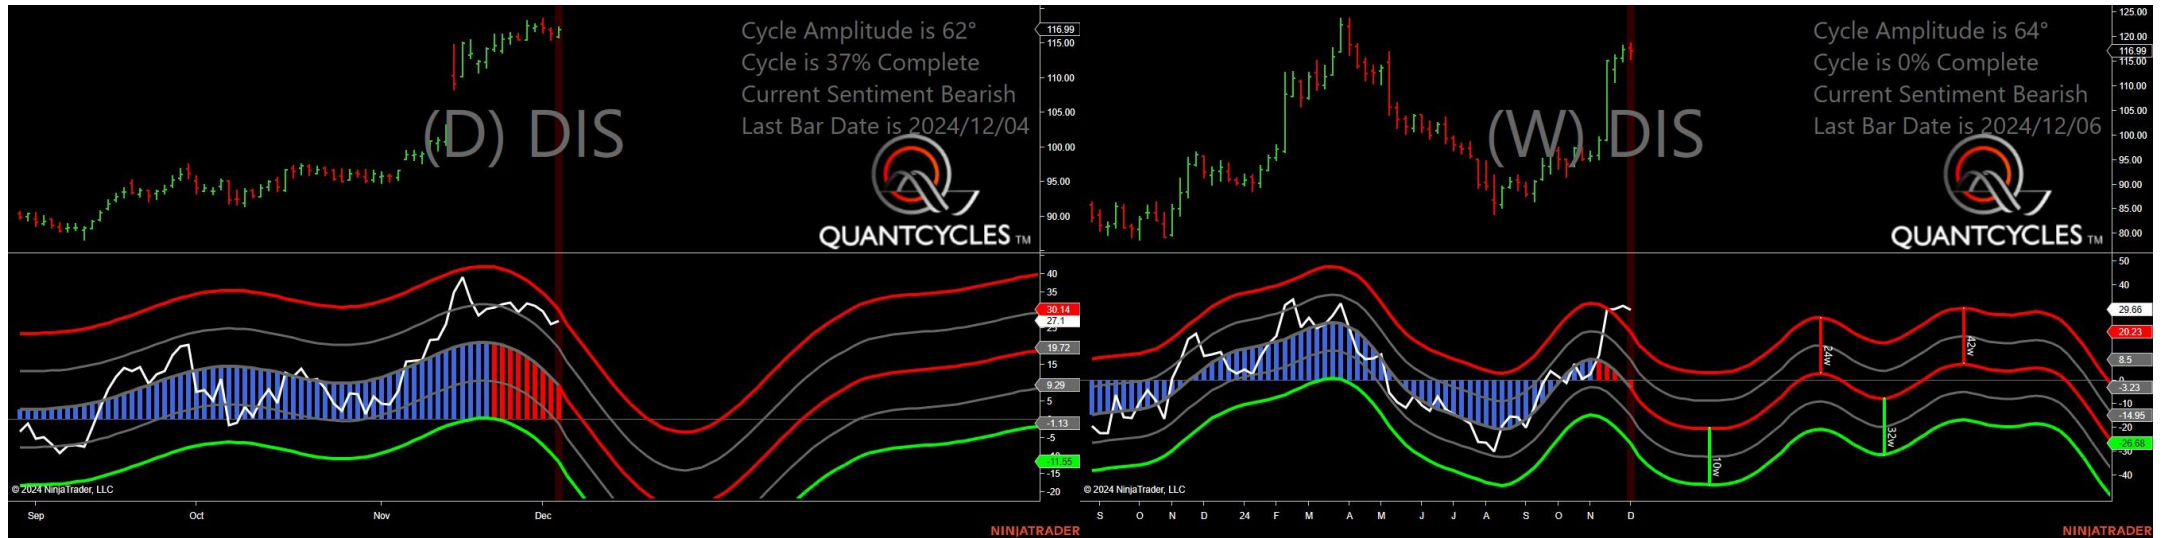 Cycle Amplitude is 62°
Cycle is 37% Complete
Current Sentiment Bearish
Last Bar Date is 2024/12/04
(D) DIS
QUANTCYCLES TM
116.99
115.00
110.00
105.00
100.00
95.00
90.00
40
35
30.14
27.1
25
19.72
15
9.29
5
-1.13
-5
-11.55
-15
-20
© 2024 NinjaTrader, LLC
Sep Oct Nov Dec
NINJATRADER
Cycle Amplitude is 64°
Cycle is 0% Complete
Current Sentiment Bearish
Last Bar Date is 2024/12/06
(W) DIS
QUANTCYCLES TM
125.00
120.00
116.99
115.00
110.00
105.00
100.00
95.00
90.00
85.00
80.00
50
40
29.66
20.23
8.5
-3.23
-10
-14.95
-20
-26.68
-30
-40
10w
24w
32w
42w
© 2024 NinjaTrader, LLC
S O N D 24 F M A M J J A S O N D
NINJATRADER